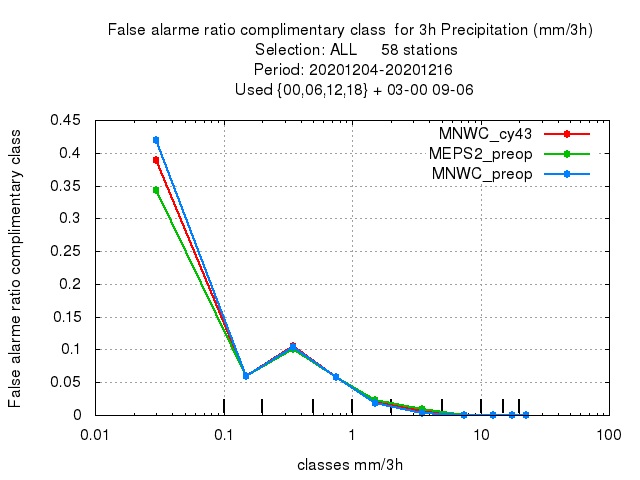 False alarme ratio complimentary class  for 3h Precipitation (mm/3h)
Selection: ALL     58 stations
Period: 20201204-20201216
Used {00,06,12,18} + 03-00 09-06
False alarme ratio complimentary class
0.45
0.4
0.35
0.3
0.25
0.2
0.15
0.1
0.05
0
MNWC_cy43
MEPS2_preop
MNWC_preop
0.01
0.1
1
10
100
classes mm/3h